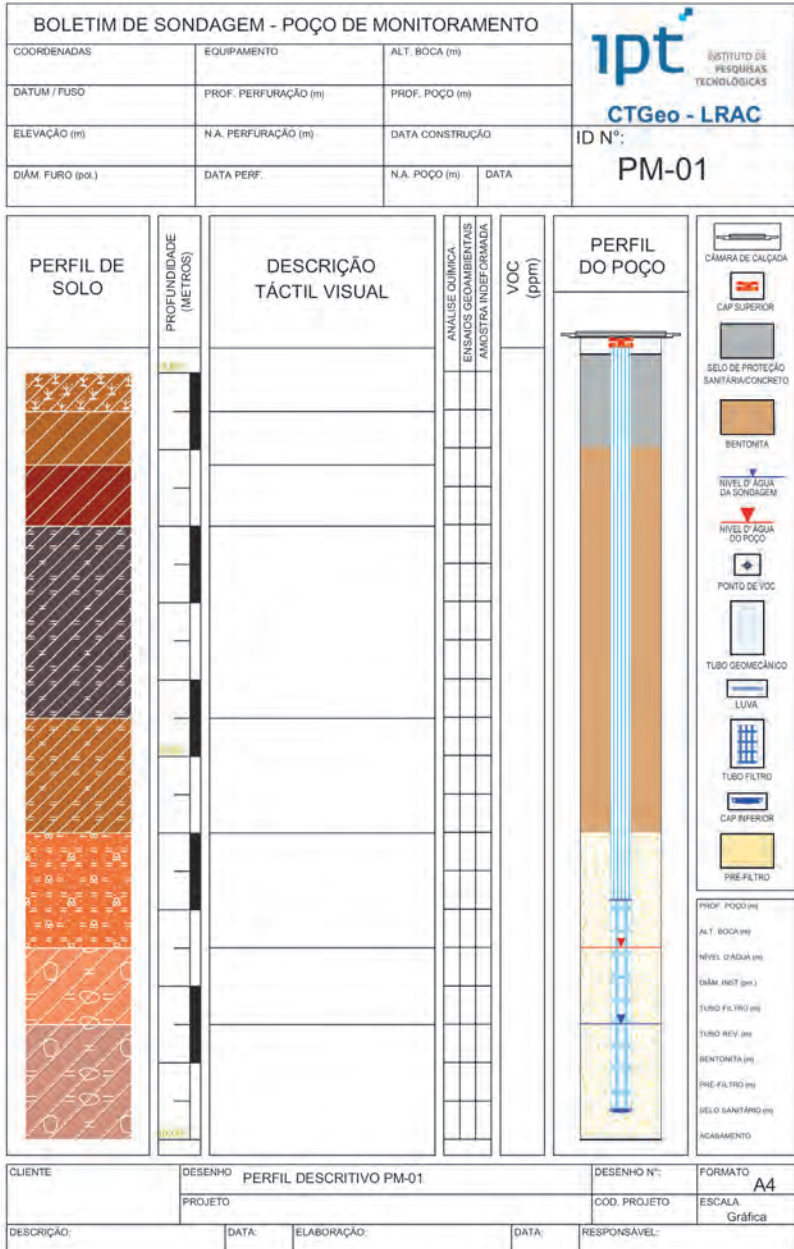 BOLETIM DE SONDAGEM - POÇO DE MONITORAMENTO
COORDENADAS
EQUIPAMENTO
ALT. BOCA (m)
DATUM / FUSO
PROF. PERFURAÇÃO (m)
PROF. POÇO (m)
ELEVAÇÃO (m)
N.A. PERFURAÇÃO (m)
DATA CONSTRUÇÃO
DIÂM. FURO (pol.)
DATA PERF.
N.A. POÇO (m)
DATA
ipt
INSTITUTO DE
PESQUISAS
TECNOLÓGICAS
CTGeo - LRAC
ID N°:
PM-01
PERFIL DE
SOLO
PROFUNDIDADE
(METROS)
DESCRIÇÃO
TÁCTIL VISUAL
ANÁLISE QUÍMICA
ENSAIOS GEOAMBIENTAIS
AMOSTRA INDEFORMADA
VOC
(ppm)
PERFIL
DO POÇO
CÂMARA DE CALÇADA
CAP SUPERIOR
SELO DE PROTEÇÃO
SANITÁRIA/CONCRETO
BENTONITA
NÍVEL D' ÁGUA
DA SONDAGEM
NÍVEL D' ÁGUA
DO POÇO
PONTO DE VOC
TUBO GEOMECÂNICO
LUVA
TUBO FILTRO
CAP INFERIOR
PRÉ-FILTRO
PROF. POÇO (m)
ALT. BOCA (m)
NÍVEL D'ÁGUA (m)
DIÂM. INST (pol.)
TUBO FILTRO (m)
TUBO REV. (m)
BENTONITA (m)
PRÉ-FILTRO (m)
SELO SANITÁRIO (m)
ACABAMENTO
CLIENTE
DESENHO
PERFIL DESCRITIVO PM-01
DESENHO N°:
FORMATO
A4
PROJETO
COD. PROJETO
ESCALA
Gráfica
DESCRIÇÃO:
DATA:
ELABORAÇÃO:
DATA:
RESPONSÁVEL: